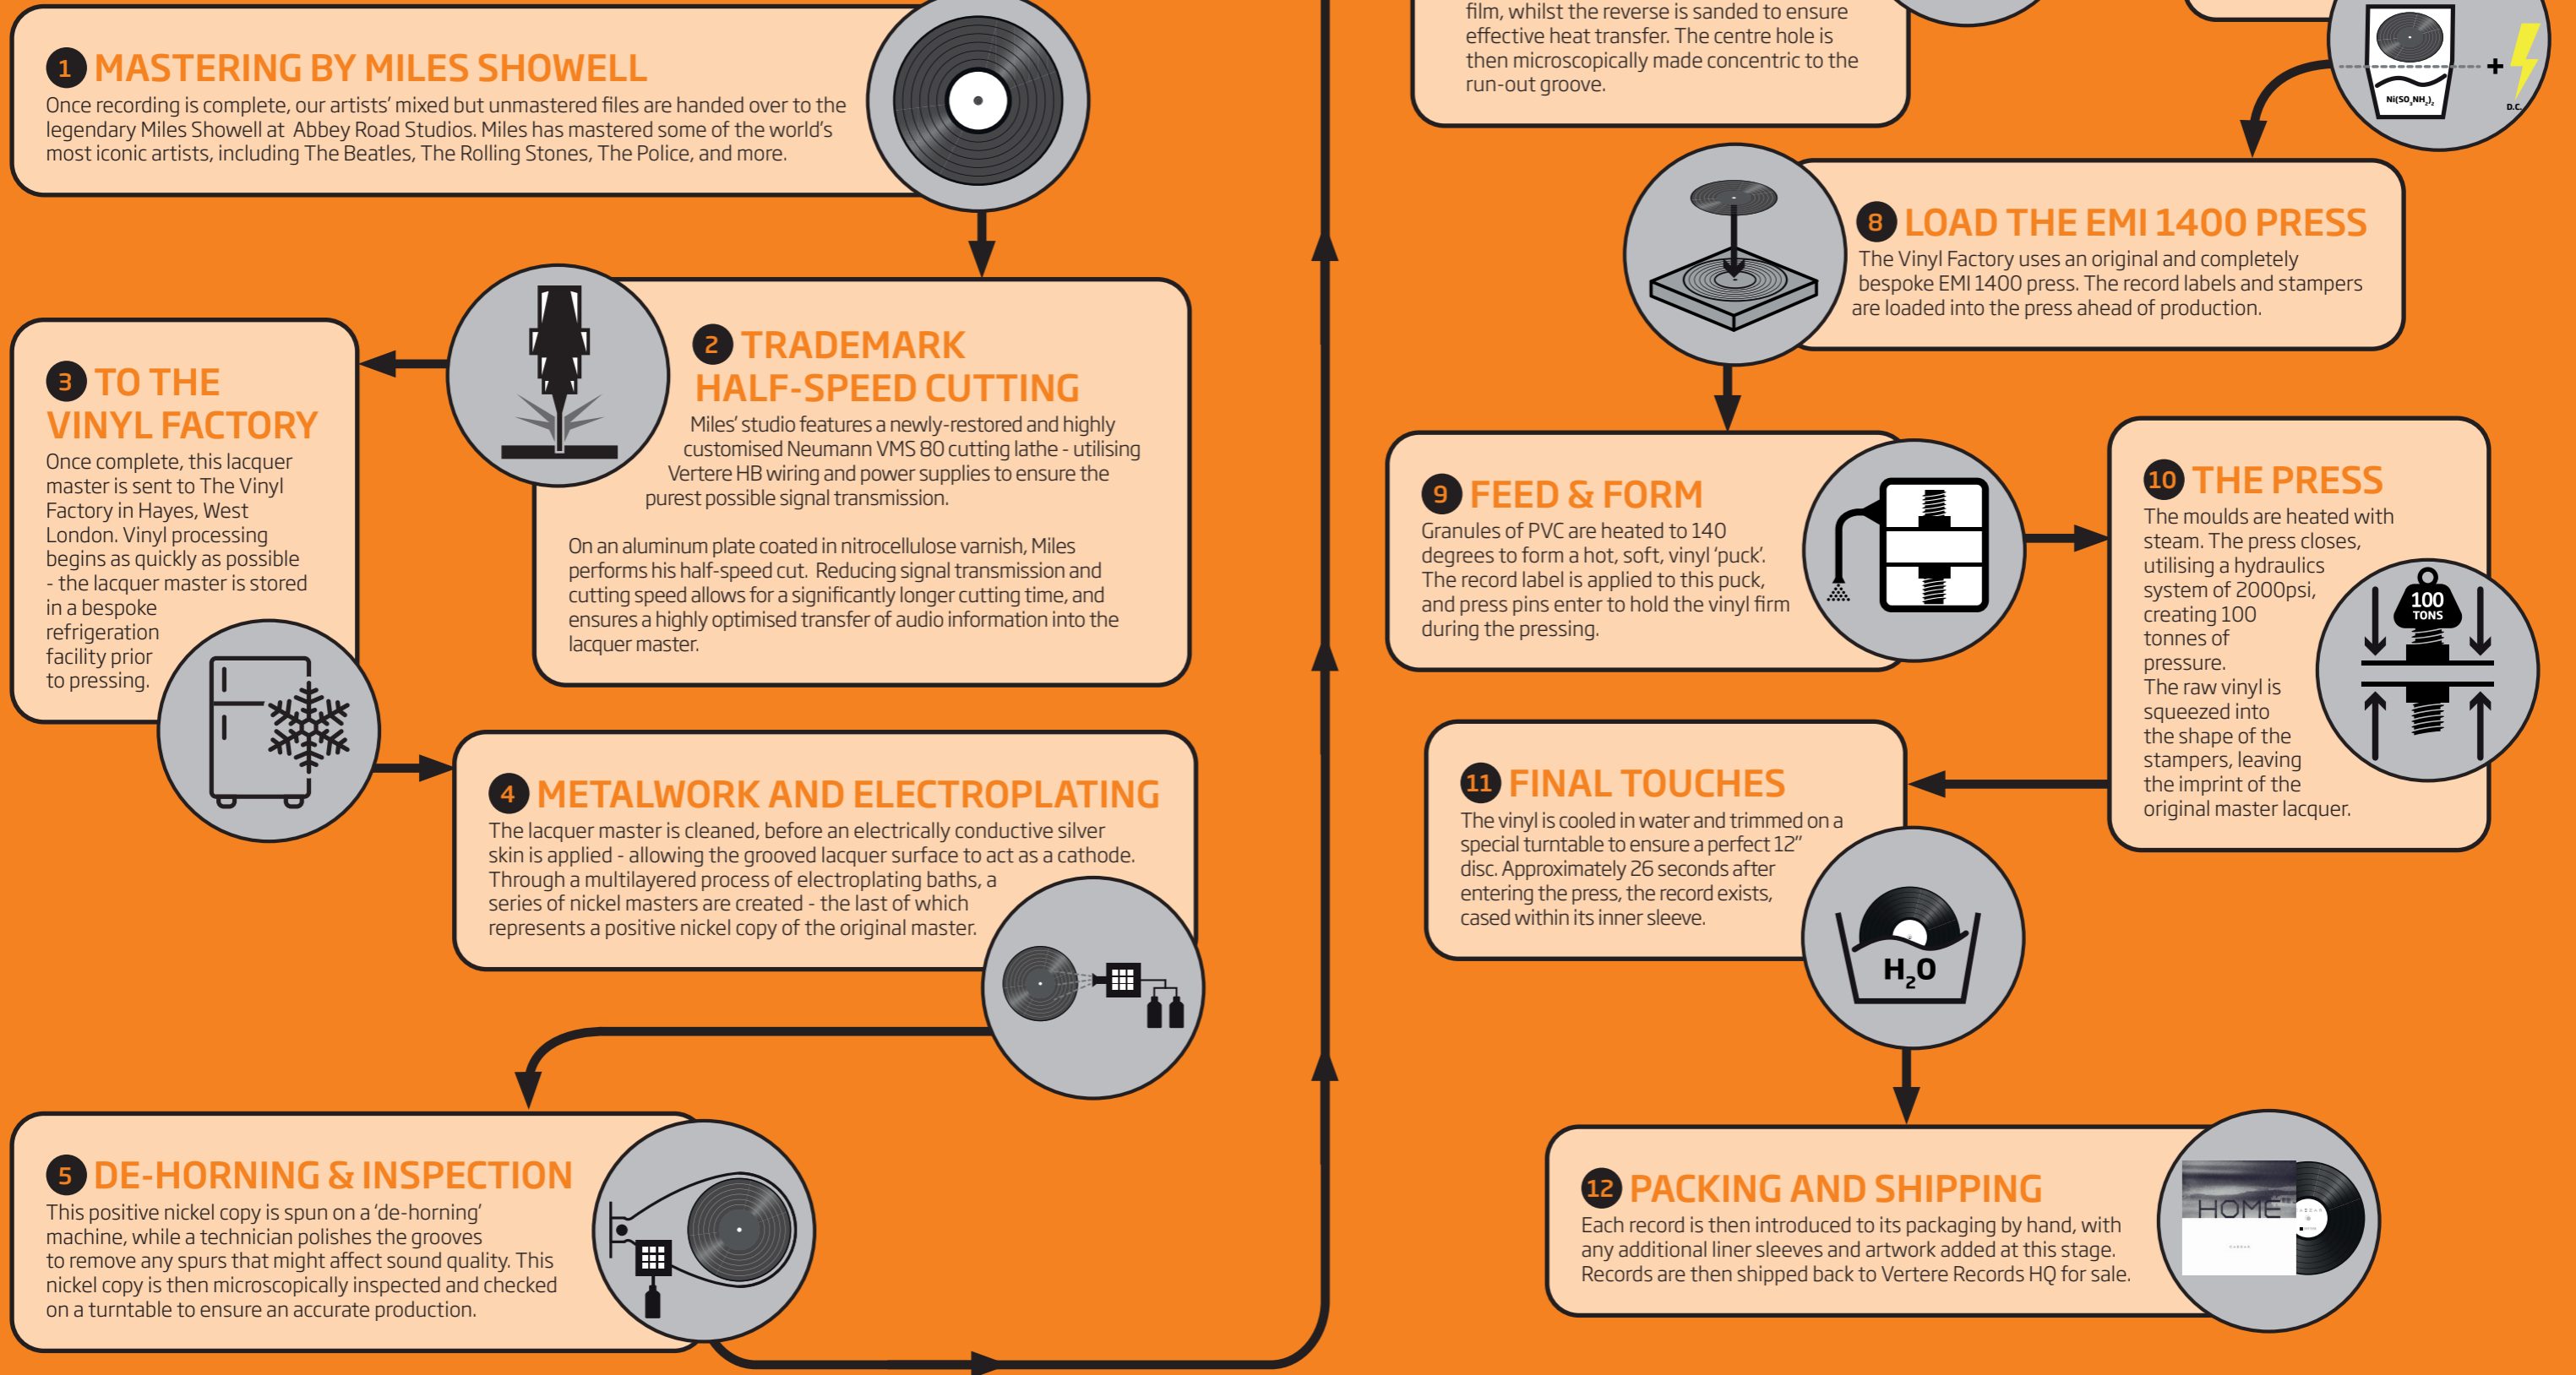 1 MASTERING BY MILES SHOWELL
Once recording is complete, our artists' mixed but unmastered files are handed over to the
legendary Miles Showell at Abbey Road Studios. Miles has mastered some of the world's
most iconic artists, including The Beatles, The Rolling Stones, The Police, and more.
2 TRADEMARK
HALF-SPEED CUTTING
Miles' studio features a newly-restored and highly
customised Neumann VMS 80 cutting lathe - utilising
Vertere HB wiring and power supplies to ensure the
purest possible signal transmission.
On an aluminum plate coated in nitrocellulose varnish, Miles
performs his half-speed cut. Reducing signal transmission and
cutting speed allows for a significantly longer cutting time, and
ensures a highly optimised transfer of audio information into the
lacquer master.
3 TO THE
VINYL FACTORY
Once complete, this lacquer
master is sent to The Vinyl
Factory in Hayes, West
London. Vinyl processing
begins as quickly as possible
- the lacquer master is stored
in a bespoke
refrigeration
facility prior
to pressing.
4 METALWORK AND ELECTROPLATING
The lacquer master is cleaned, before an electrically conductive silver
skin is applied - allowing the grooved lacquer surface to act as a cathode.
Through a multilayered process of electroplating baths, a
series of nickel masters are created - the last of which
represents a positive nickel copy of the original master.
5 DE-HORNING & INSPECTION
This positive nickel copy is spun on a 'de-horning'
machine, while a technician polishes the grooves
to remove any spurs that might affect sound quality. This
nickel copy is then microscopically inspected and checked
on a turntable to ensure an accurate production.
film, whilst the reverse is sanded to ensure
effective heat transfer. The centre hole is
then microscopically made concentric to the
run-out groove.
Ni(SO3NH2)2
+
D.C.
8 LOAD THE EMI 1400 PRESS
The Vinyl Factory uses an original and completely
bespoke EMI 1400 press. The record labels and stampers
are loaded into the press ahead of production.
9 FEED & FORM
Granules of PVC are heated to 140
degrees to form a hot, soft, vinyl 'puck'.
The record label is applied to this puck,
and press pins enter to hold the vinyl firm
during the pressing.
10 THE PRESS
The moulds are heated with
steam. The press closes,
utilising a hydraulics
system of 2000psi,
creating 100
tonnes of
pressure.
The raw vinyl is
squeezed into
the shape of the
stampers, leaving
the imprint of the
original master lacquer.
100
TONS
11 FINAL TOUCHES
The vinyl is cooled in water and trimmed on a
special turntable to ensure a perfect 12"
disc. Approximately 26 seconds after
entering the press, the record exists,
cased within its inner sleeve.
H2O
12 PACKING AND SHIPPING
Each record is then introduced to its packaging by hand, with
any additional liner sleeves and artwork added at this stage.
Records are then shipped back to Vertere Records HQ for sale.
HOME